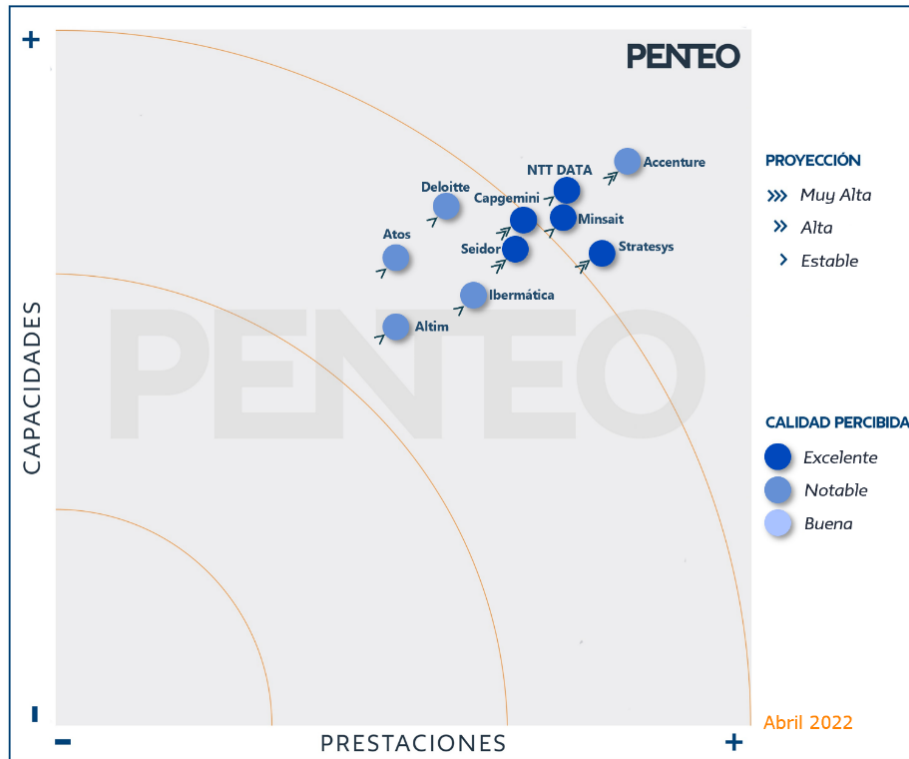 +
PENTEO
Accenture
NTT DATA
Deloitte
Capgemini
Minsait
Atos
Seidor
Stratesys
Ibermática
Altim
PENTEO
CAPACIDADES
PROYECCIÓN
››› Muy Alta
›› Alta
› Estable
CALIDAD PERCIBIDA
Excelente
Notable
Buena
-
-
PRESTACIONES
+
Abril 2022